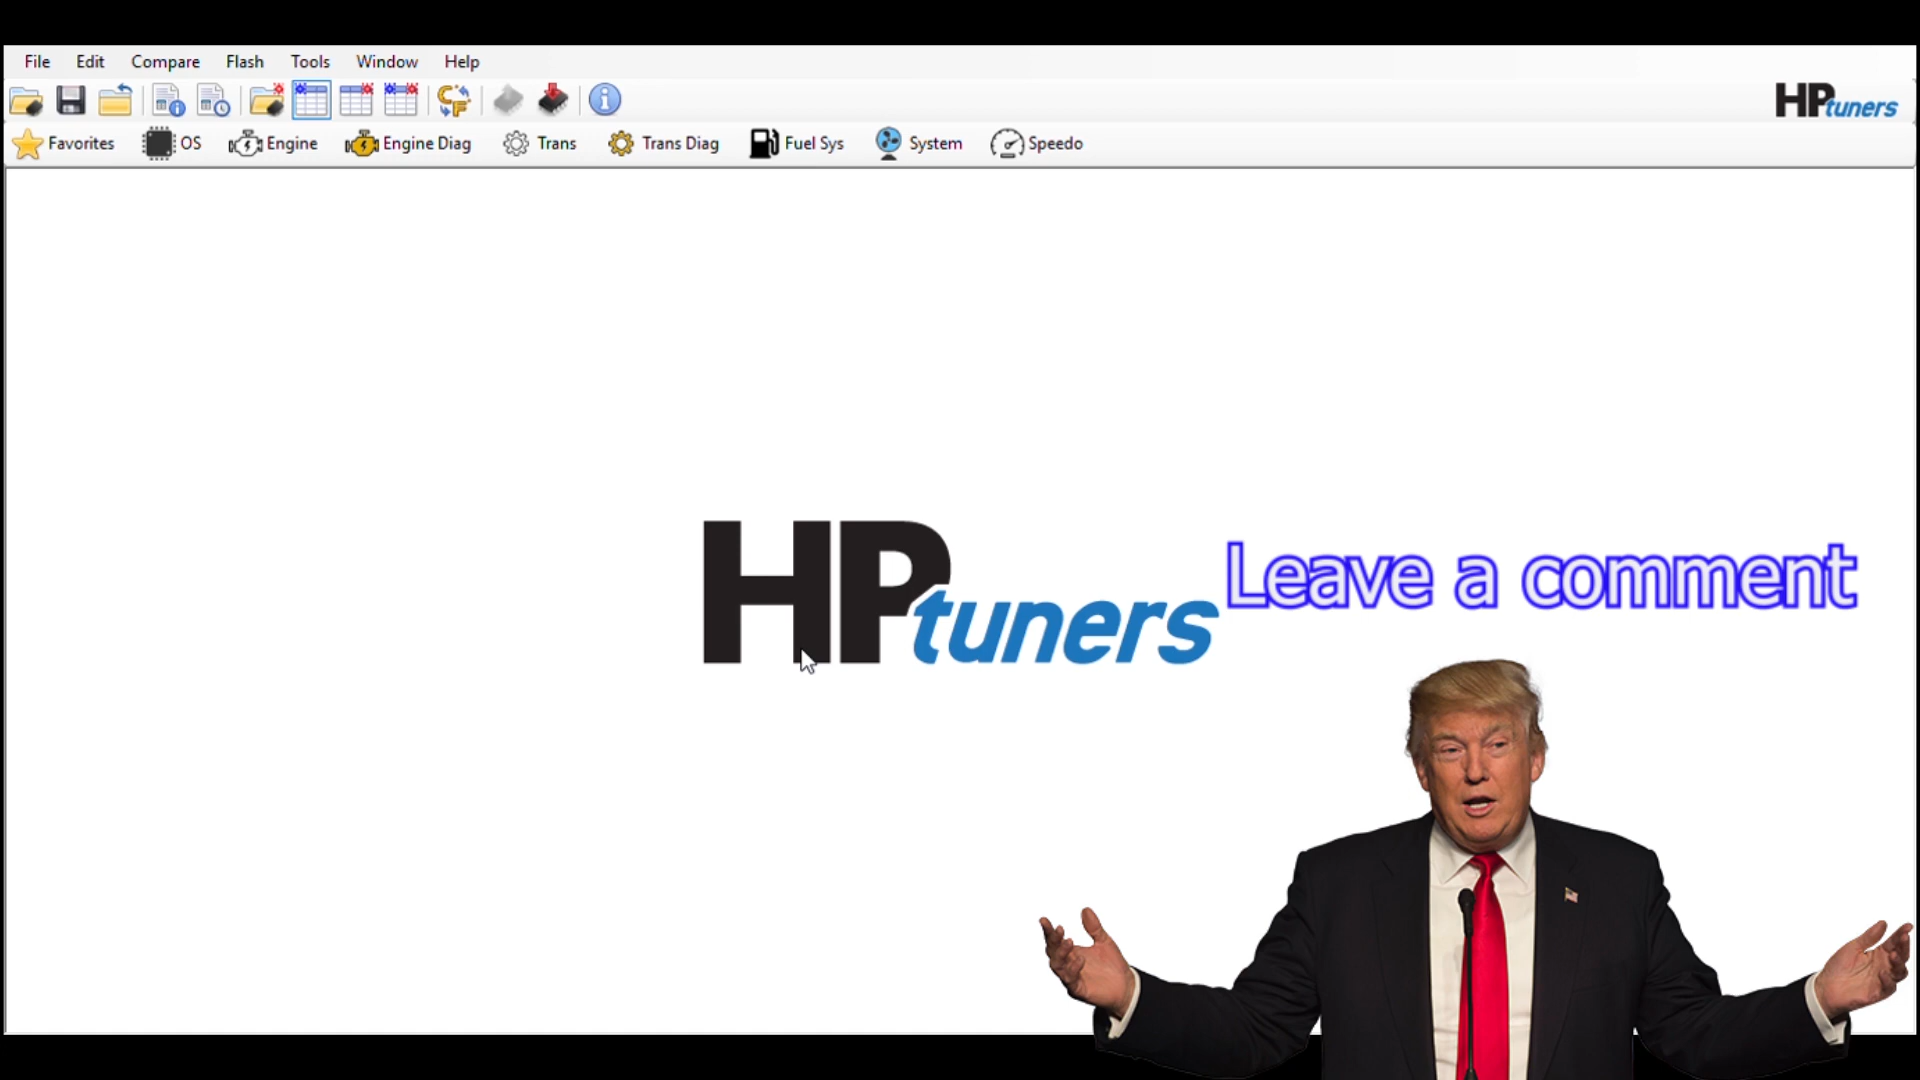 File Edit Compare Flash Tools Window Help
HPtuners
Favorites OS Engine Engine Diag Trans Trans Diag Fuel Sys System Speedo
HPtuners
Leave a comment